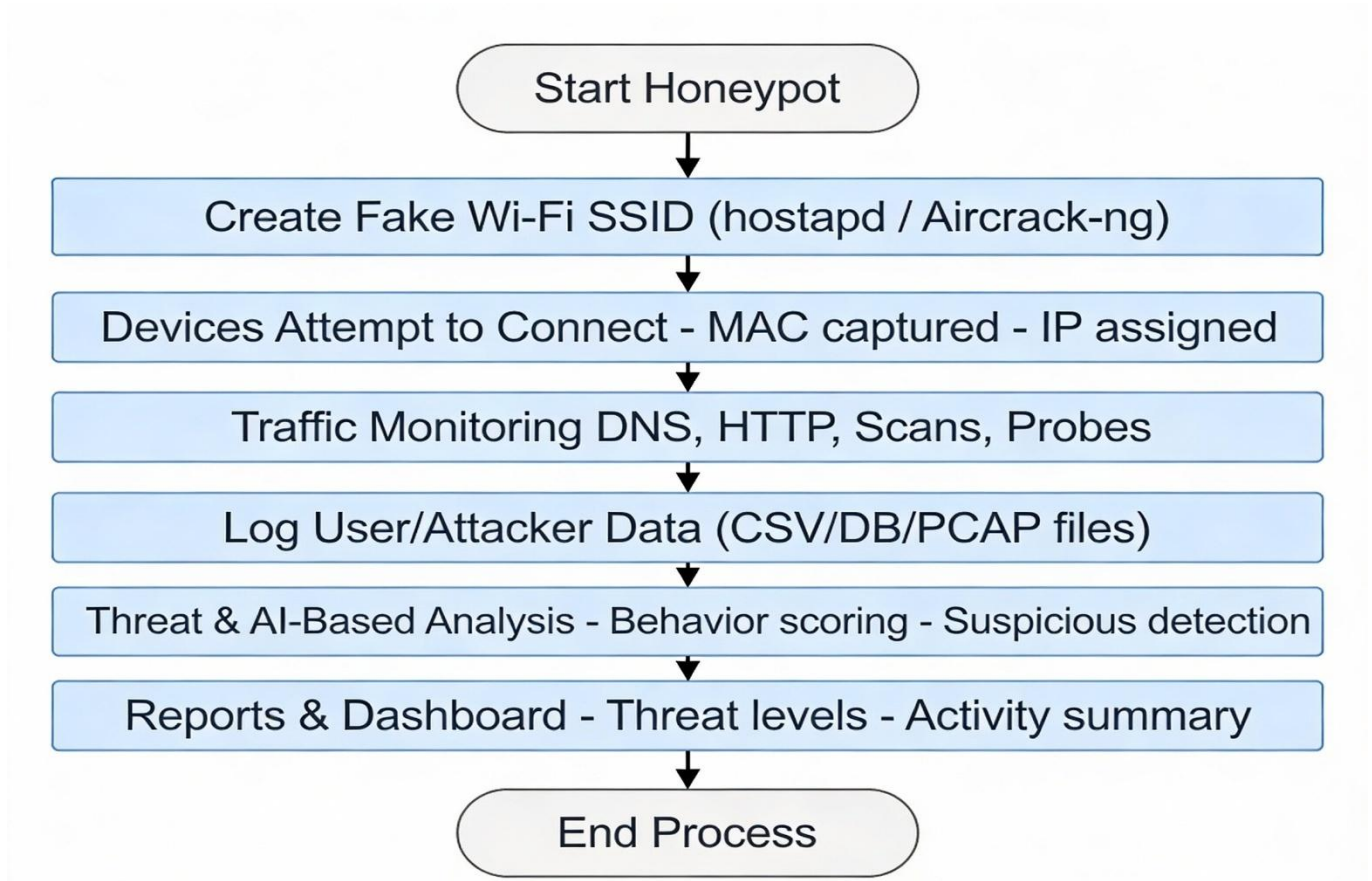 Start Honeypot
Create Fake Wi-Fi SSID (hostapd / Aircrack-ng)
Devices Attempt to Connect - MAC captured - IP assigned
Traffic Monitoring DNS, HTTP, Scans, Probes
Log User/Attacker Data (CSV/DB/PCAP files)
Threat & AI-Based Analysis - Behavior scoring - Suspicious detection
Reports & Dashboard - Threat levels - Activity summary
End Process